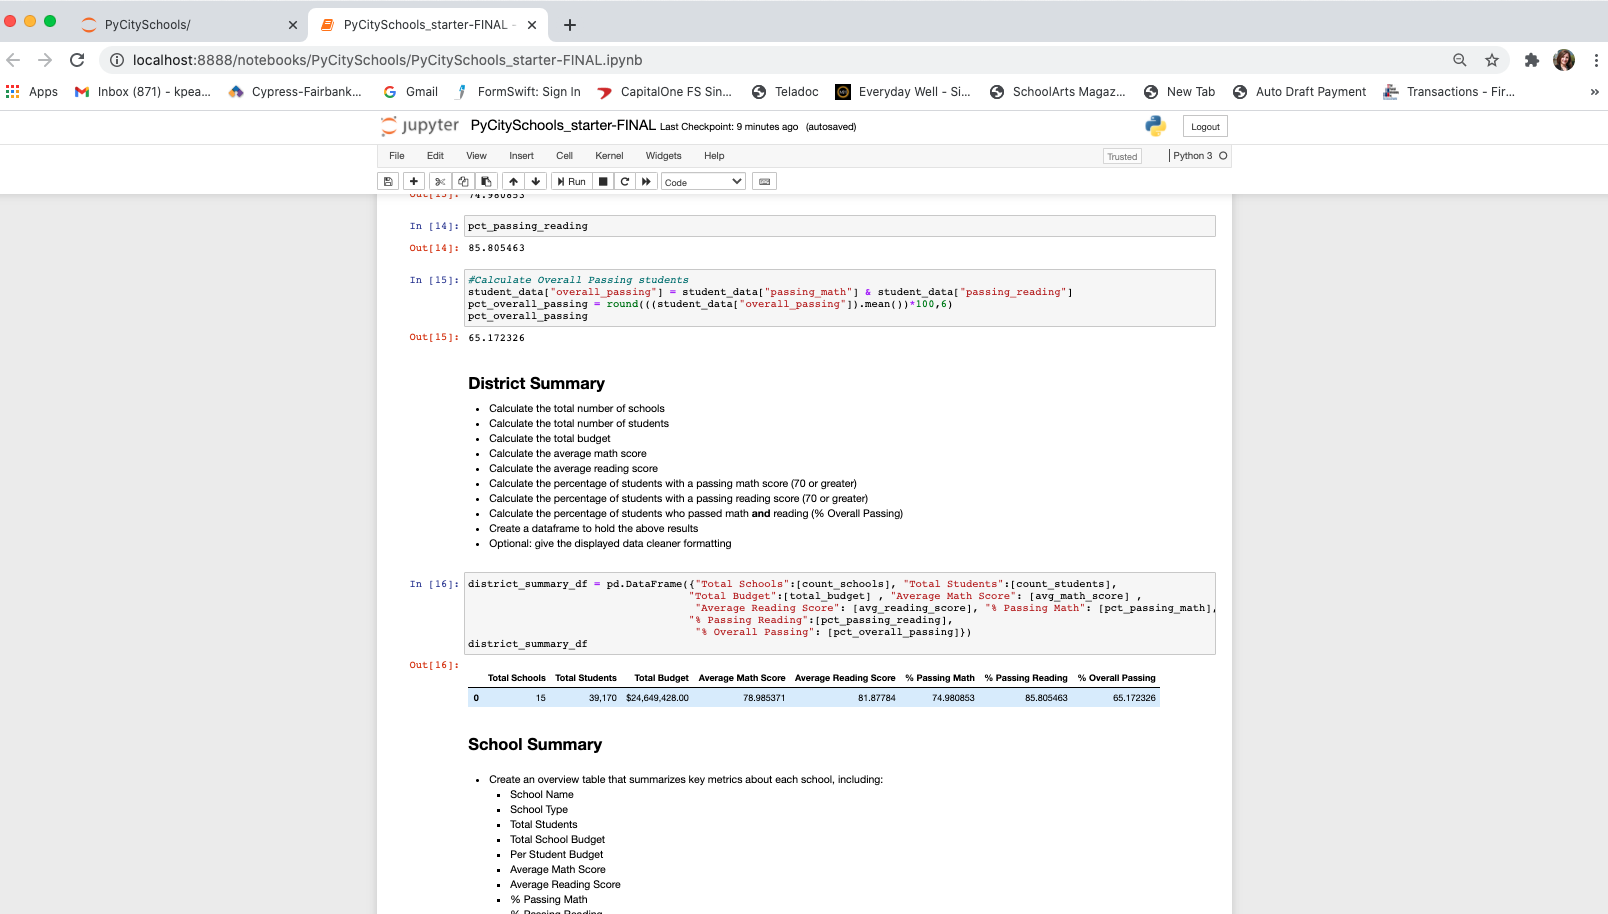 PyCitySchools/
PyCitySchools_starter-FINAL -
localhost:8888/notebooks/PyCitySchools/PyCitySchools_starter-FINAL.ipynb
Apps
Inbox (871) - kpea...
Cypress-Fairbank...
Gmail
FormSwift: Sign In
CapitalOne FS Sin...
Teladoc
Everyday Well - Si...
SchoolArts Magaz...
New Tab
Auto Draft Payment
Transactions - Fir...
»
jupyter PyCitySchools_starter-FINAL Last Checkpoint: 9 minutes ago (autosaved)
Logout
File Edit View Insert Cell Kernel Widgets Help
Trusted
Python 3
Run
Code
Out[13]: 74.980853
In [14]: pct_passing_reading
Out[14]: 85.805463
In [15]: #Calculate Overall Passing students
student_data["overall_passing"] = student_data["passing_math"] & student_data["passing_reading"]
pct_overall_passing = round(((student_data["overall_passing"]).mean())*100,6)
pct_overall_passing
Out[15]: 65.172326
District Summary
• Calculate the total number of schools
• Calculate the total number of students
• Calculate the total budget
• Calculate the average math score
• Calculate the average reading score
• Calculate the percentage of students with a passing math score (70 or greater)
• Calculate the percentage of students with a passing reading score (70 or greater)
• Calculate the percentage of students who passed math and reading (% Overall Passing)
• Create a dataframe to hold the above results
• Optional: give the displayed data cleaner formatting
In [16]: district_summary_df = pd.DataFrame({"Total Schools":[count_schools], "Total Students":[count_students],
"Total Budget":[total_budget] , "Average Math Score": [avg_math_score] ,
"Average Reading Score": [avg_reading_score], "% Passing Math": [pct_passing_math],
"% Passing Reading":[pct_passing_reading],
"% Overall Passing": [pct_overall_passing]})
district_summary_df
Out[16]:
Total Schools Total Students Total Budget Average Math Score Average Reading Score % Passing Math % Passing Reading % Overall Passing
0 15 39,170 $24,649,428.00 78.985371 81.87784 74.980853 85.805463 65.172326
School Summary
• Create an overview table that summarizes key metrics about each school, including:
▪ School Name
▪ School Type
▪ Total Students
▪ Total School Budget
▪ Per Student Budget
▪ Average Math Score
▪ Average Reading Score
▪ % Passing Math
% Passing Reading